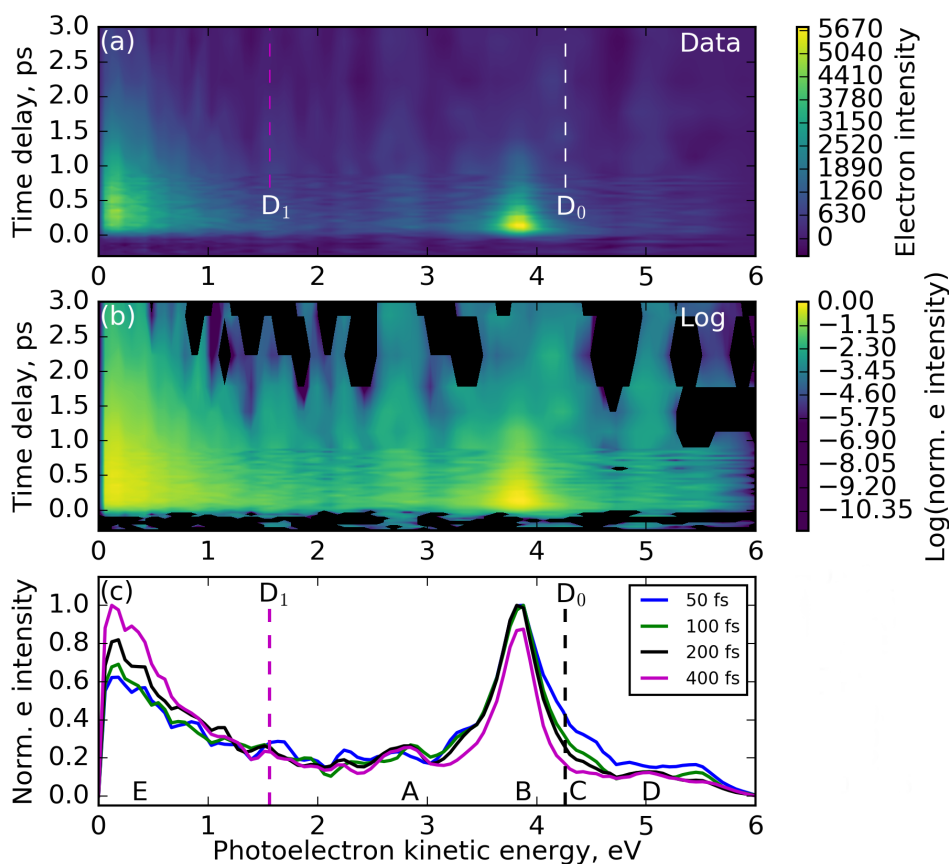 (a)
Data
3.0
2.5
2.0
1.5
1.0
0.5
0.0
Time delay, ps
D₁
D₀
0 1 2 3 4 5 6
5670
5040
4410
3780
3150
2520
1890
1260
630
0
Electron intensity
(b)
Log
3.0
2.5
2.0
1.5
1.0
0.5
0.0
Time delay, ps
0 1 2 3 4 5 6
0.00
−1.15
−2.30
−3.45
−4.60
−5.75
−6.90
−8.05
−9.20
−10.35
Log(norm. e intensity)
(c)
D₁
D₀
1.0
0.8
0.6
0.4
0.2
0.0
Norm. e intensity
50 fs
100 fs
200 fs
400 fs
E A B C D
0 1 2 3 4 5 6
Photoelectron kinetic energy, eV